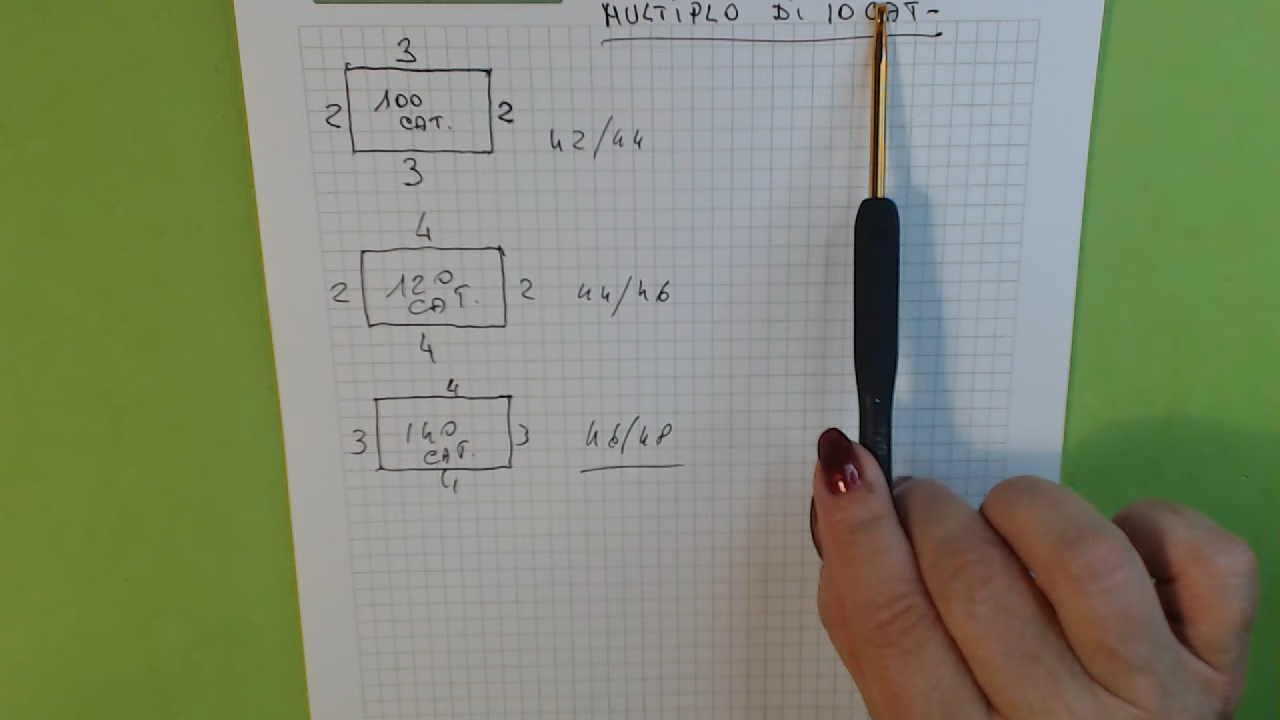 MULTIPLO DI 10 CAT-
3
2 100 2
CAT.
42/44
3
4
2 120 2
CAT.
44/46
4
4
3 140 3
CAT.
46/48
4